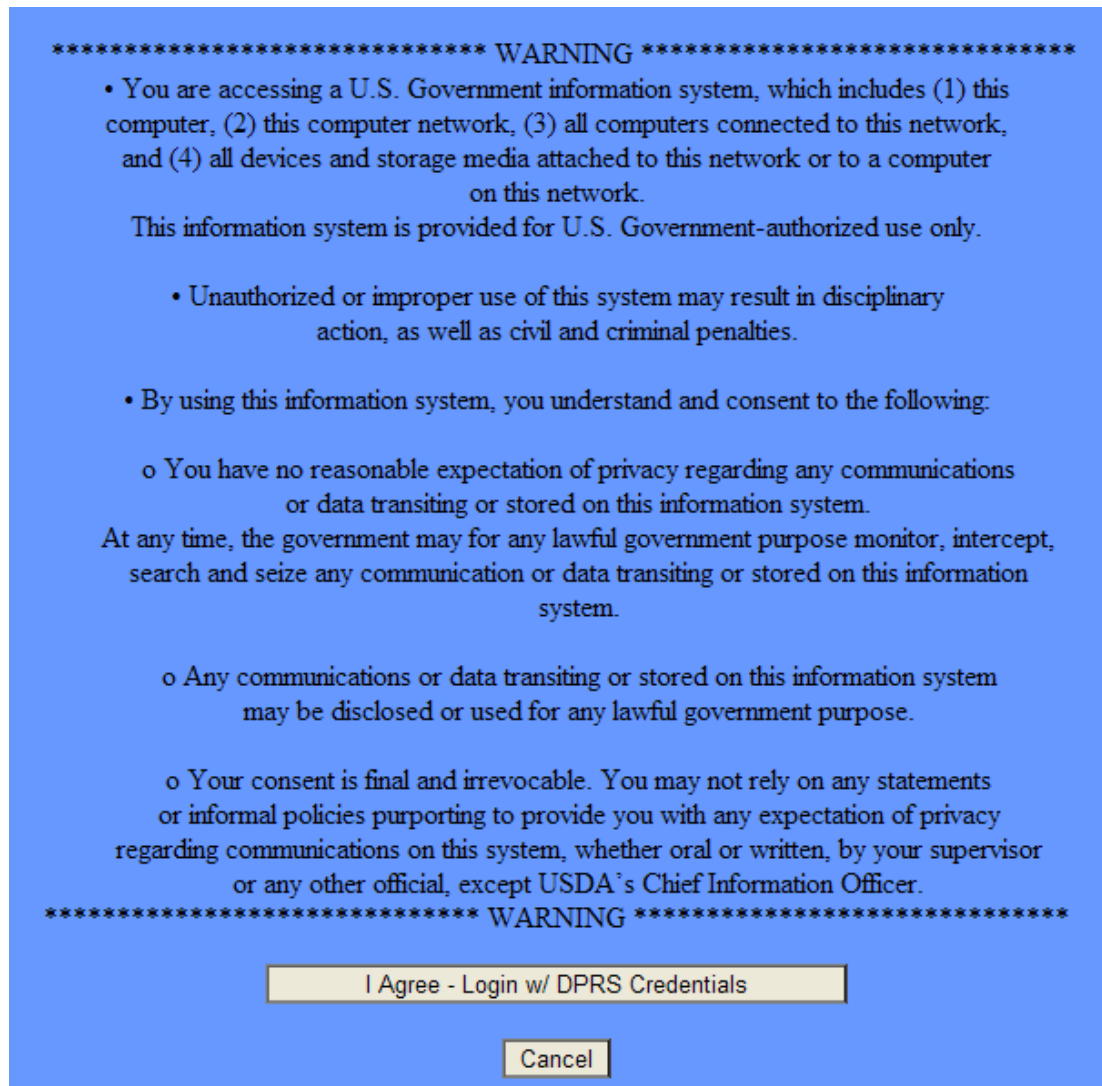 ****************************** WARNING ******************************
• You are accessing a U.S. Government information system, which includes (1) this
computer, (2) this computer network, (3) all computers connected to this network,
and (4) all devices and storage media attached to this network or to a computer
on this network.
This information system is provided for U.S. Government-authorized use only.
• Unauthorized or improper use of this system may result in disciplinary
action, as well as civil and criminal penalties.
• By using this information system, you understand and consent to the following:
o You have no reasonable expectation of privacy regarding any communications
or data transiting or stored on this information system.
At any time, the government may for any lawful government purpose monitor, intercept,
search and seize any communication or data transiting or stored on this information
system.
o Any communications or data transiting or stored on this information system
may be disclosed or used for any lawful government purpose.
o Your consent is final and irrevocable. You may not rely on any statements
or informal policies purporting to provide you with any expectation of privacy
regarding communications on this system, whether oral or written, by your supervisor
or any other official, except USDA's Chief Information Officer.
****************************** WARNING ******************************
I Agree - Login w/ DPRS Credentials
Cancel